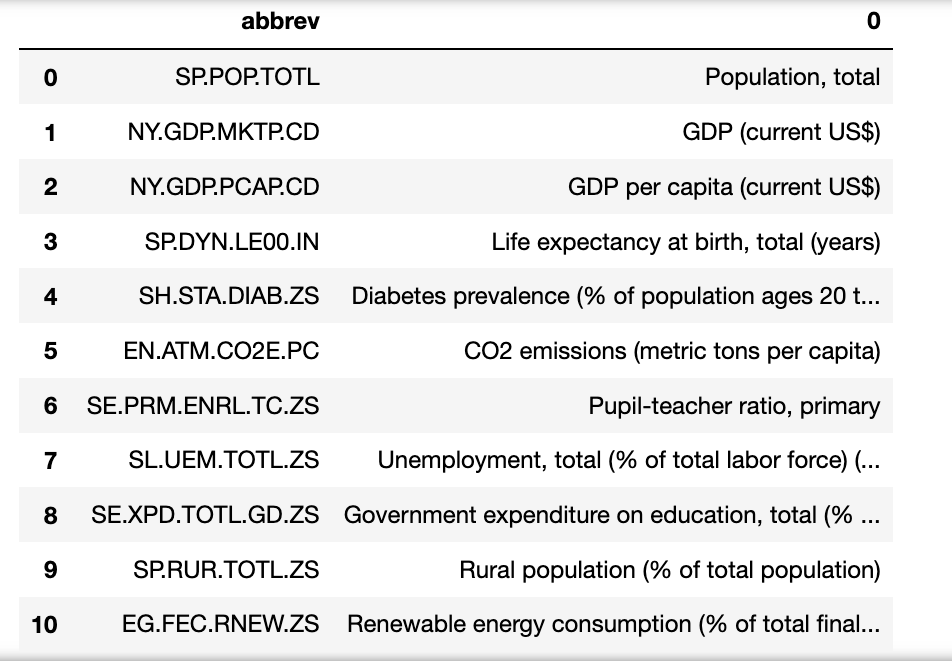 abbrev 0
0 SP.POP.TOTL Population, total
1 NY.GDP.MKTP.CD GDP (current US$)
2 NY.GDP.PCAP.CD GDP per capita (current US$)
3 SP.DYN.LE00.IN Life expectancy at birth, total (years)
4 SH.STA.DIAB.ZS Diabetes prevalence (% of population ages 20 t...
5 EN.ATM.CO2E.PC CO2 emissions (metric tons per capita)
6 SE.PRM.ENRL.TC.ZS Pupil-teacher ratio, primary
7 SL.UEM.TOTL.ZS Unemployment, total (% of total labor force) (...
8 SE.XPD.TOTL.GD.ZS Government expenditure on education, total (% ...
9 SP.RUR.TOTL.ZS Rural population (% of total population)
10 EG.FEC.RNEW.ZS Renewable energy consumption (% of total final...